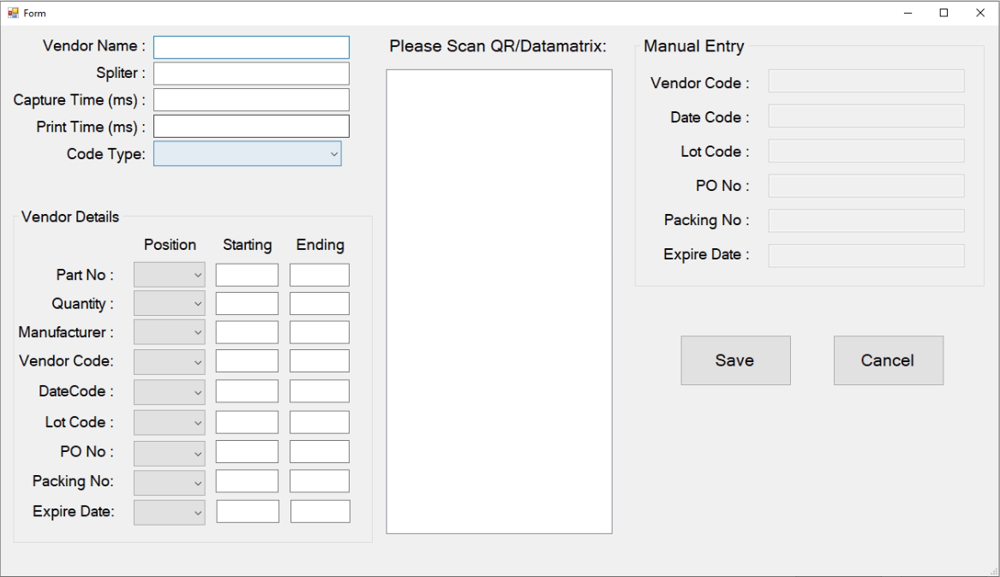 Form
Vendor Name :
Spliter :
Capture Time (ms) :
Print Time (ms) :
Code Type:
Vendor Details
Position Starting Ending
Part No :
Quantity :
Manufacturer :
Vendor Code:
DateCode :
Lot Code :
PO No :
Packing No:
Expire Date:
Please Scan QR/Datamatrix:
Manual Entry
Vendor Code :
Date Code :
Lot Code :
PO No :
Packing No :
Expire Date :
Save Cancel